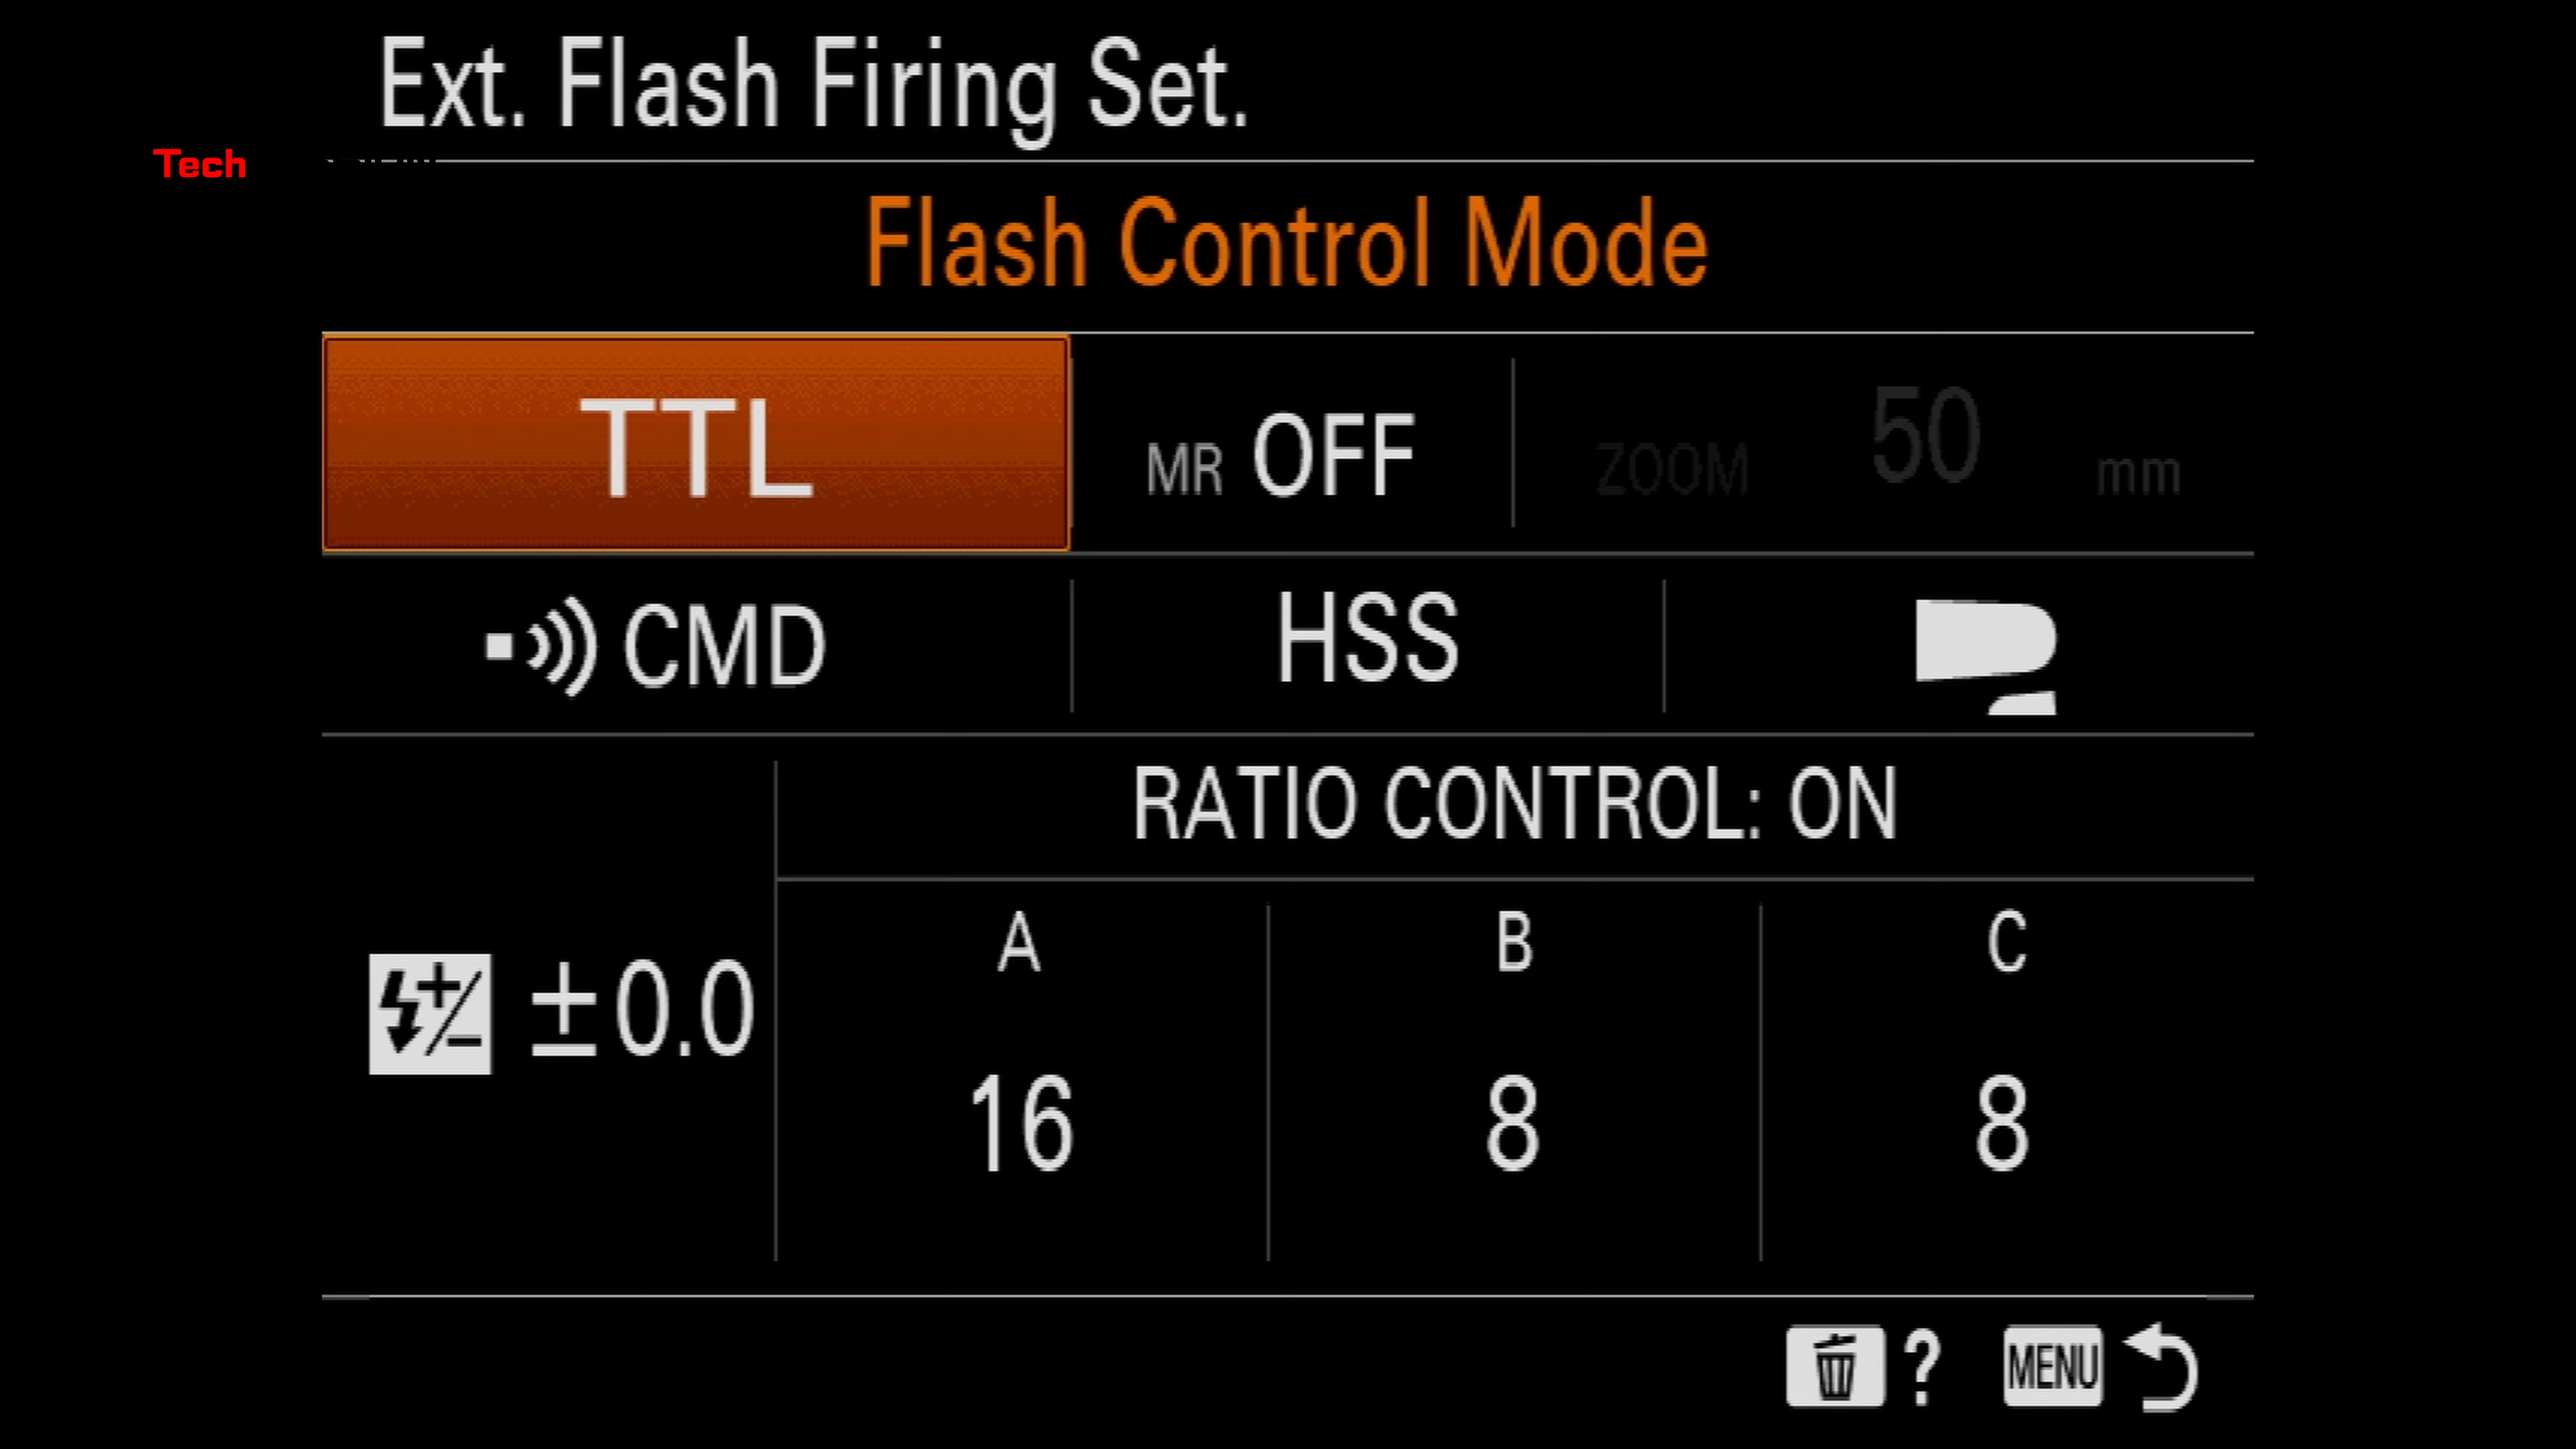 Ext. Flash Firing Set.
Tech
Flash Control Mode
TTL MR OFF ZOOM 50 mm
CMD HSS
RATIO CONTROL: ON
A B C
±0.0
16 8 8
? MENU